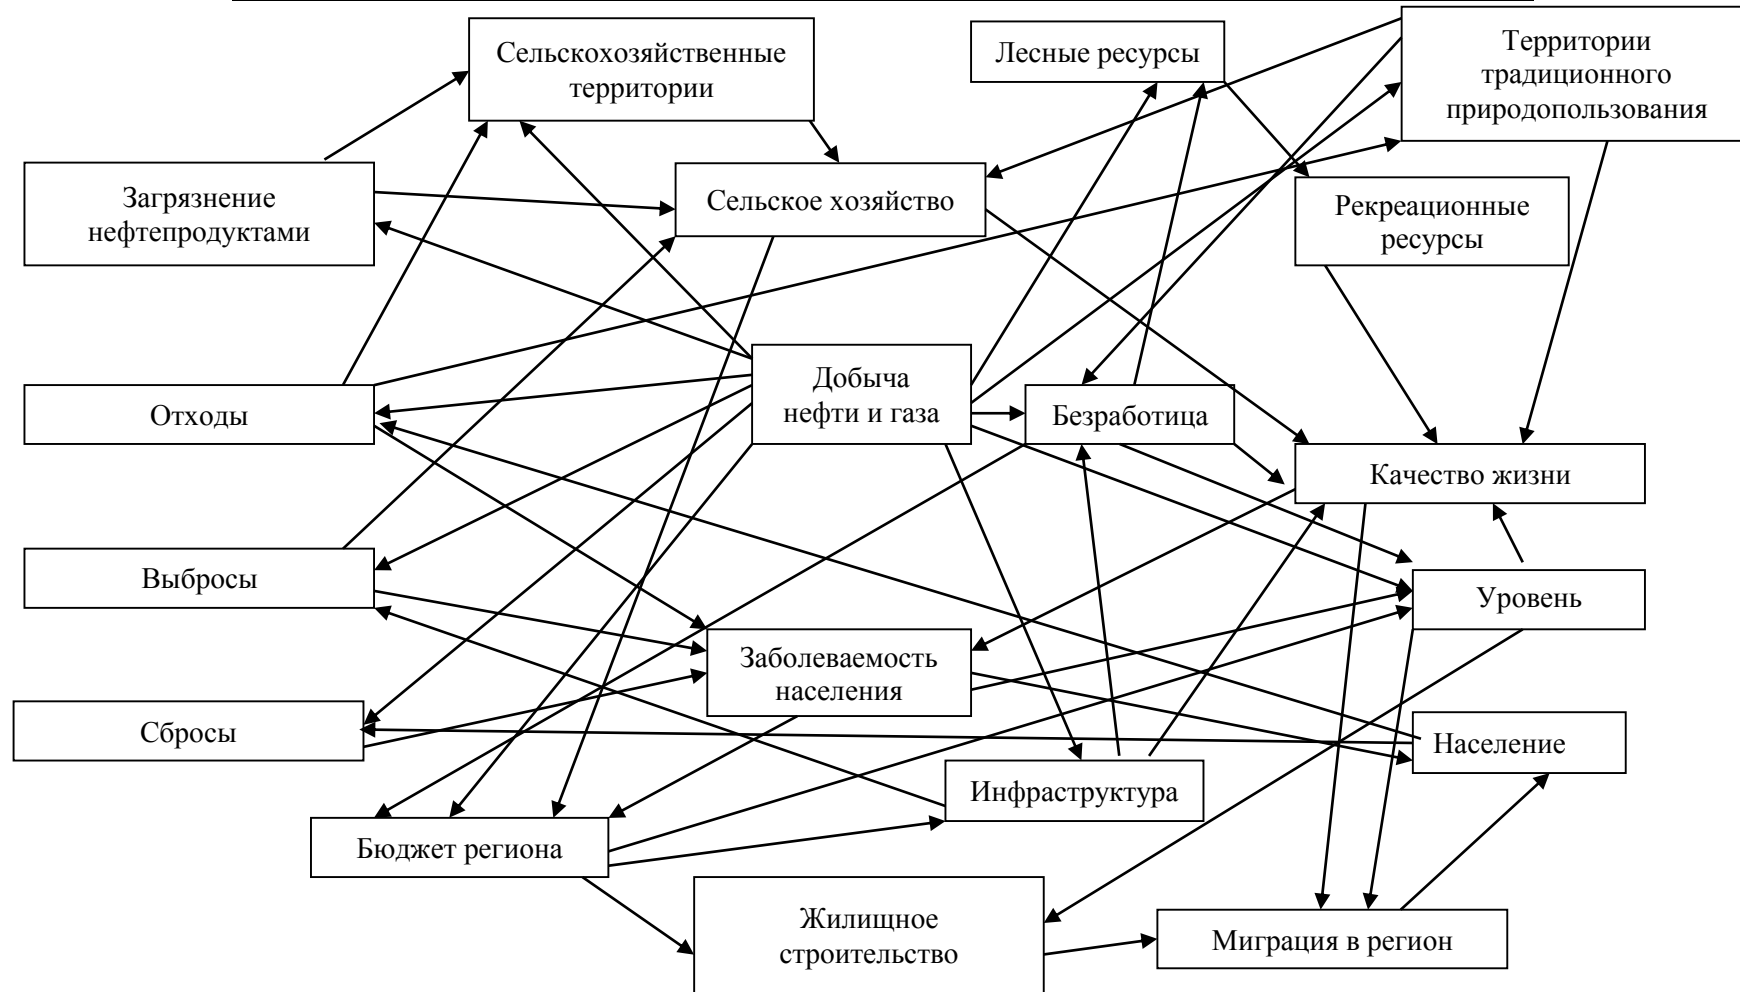 Сельскохозяйственные
территории
Лесные ресурсы
Территории
традиционного
природопользования
Загрязнение
нефтепродуктами
Сельское хозяйство
Рекреационные
ресурсы
Отходы
Добыча
нефти и газа
Безработица
Качество жизни
Выбросы
Уровень
Заболеваемость
населения
Сбросы
Население
Инфраструктура
Бюджет региона
Жилищное
строительство
Миграция в регион